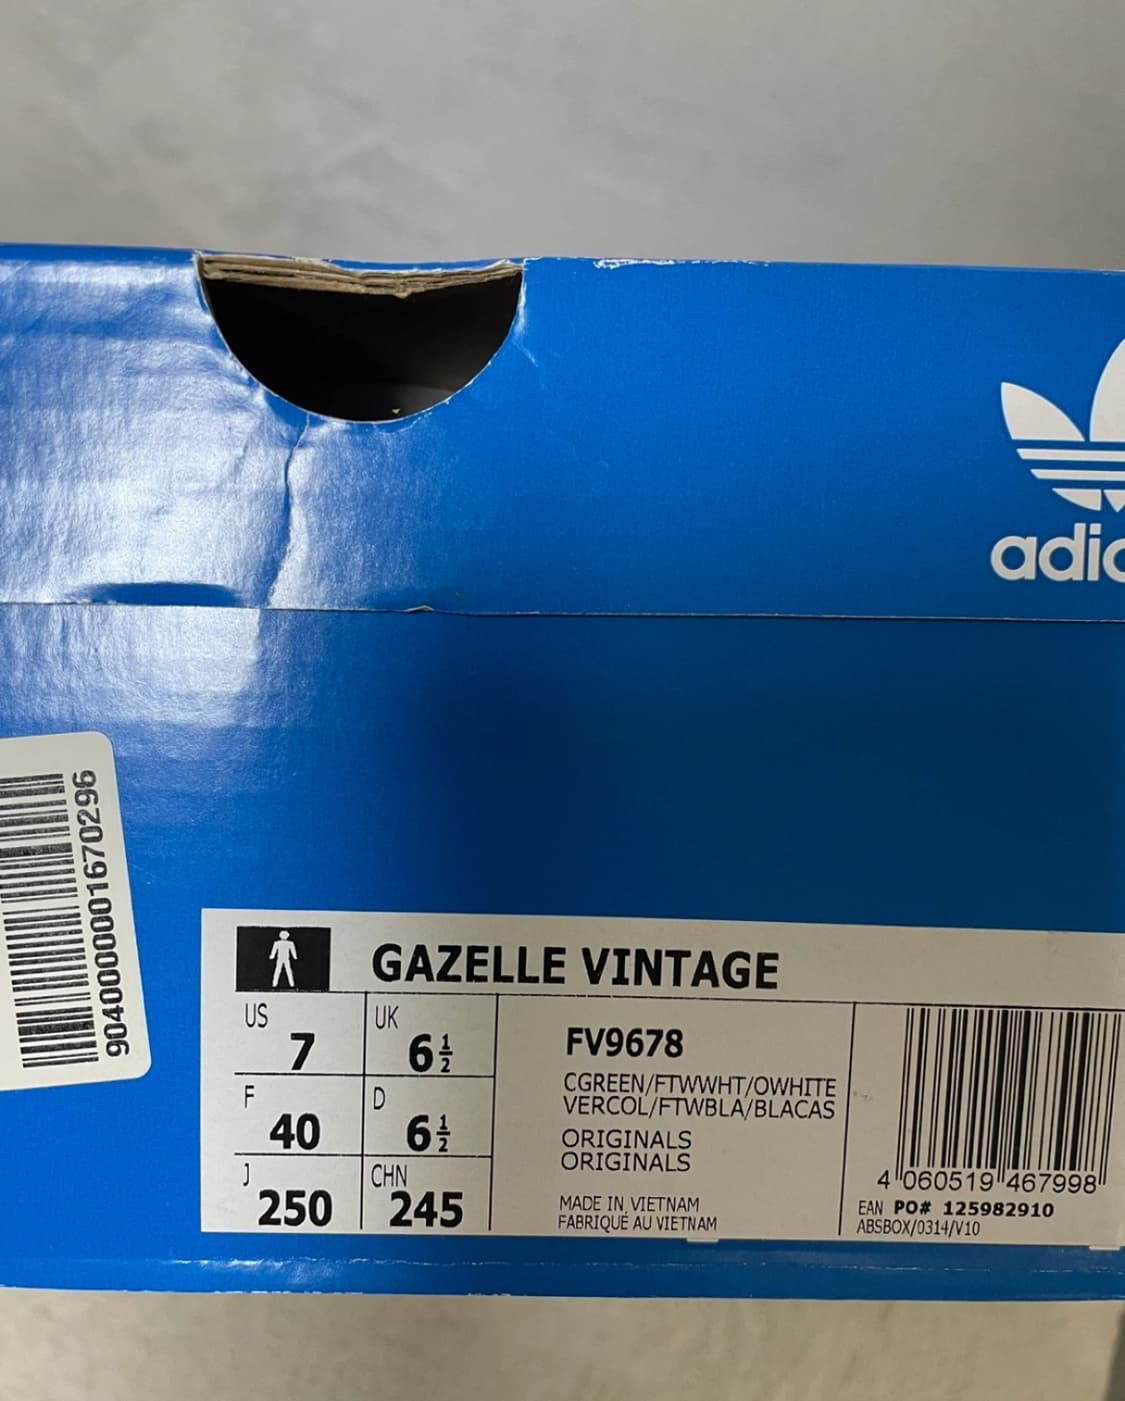 adid
9040000001670296
GAZELLE VINTAGE
US 7
UK 6½
F 40
D 6½
J 250
CHN 245
FV9678
CGREEN/FTWWHT/OWHITE
VERCOL/FTWBLA/BLACAS
ORIGINALS
ORIGINALS
MADE IN VIETNAM
FABRIQUÉ AU VIETNAM
4 060519 467998
EAN PO# 125982910
ABSBOX/0314/V10